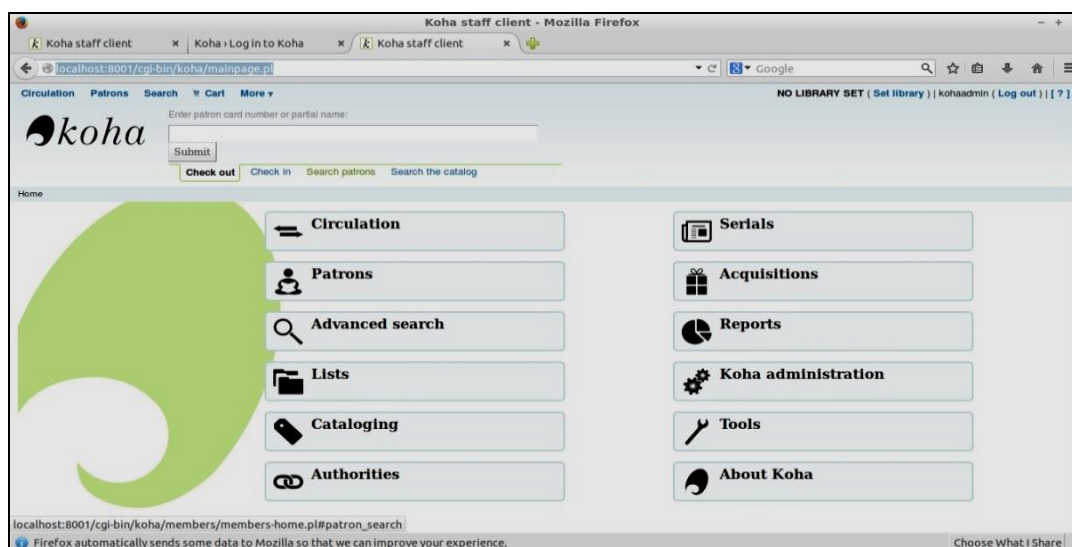 Koha staff client - Mozilla Firefox
Koha staff client × Koha › Log in to Koha × Koha staff client ×
localhost:8001/cgi-bin/koha/mainpage.pl Google
Circulation Patrons Search Cart More ▾ NO LIBRARY SET ( Set library ) | kohaadmin ( Log out ) | [ ? ]
Enter patron card number or partial name:
koha
Submit
Check out Check in Search patrons Search the catalog
Home
Circulation Serials
Patrons Acquisitions
Advanced search Reports
Lists Koha administration
Cataloging Tools
Authorities About Koha
localhost:8001/cgi-bin/koha/members/members-home.pl#patron_search
Firefox automatically sends some data to Mozilla so that we can improve your experience. Choose What I Share